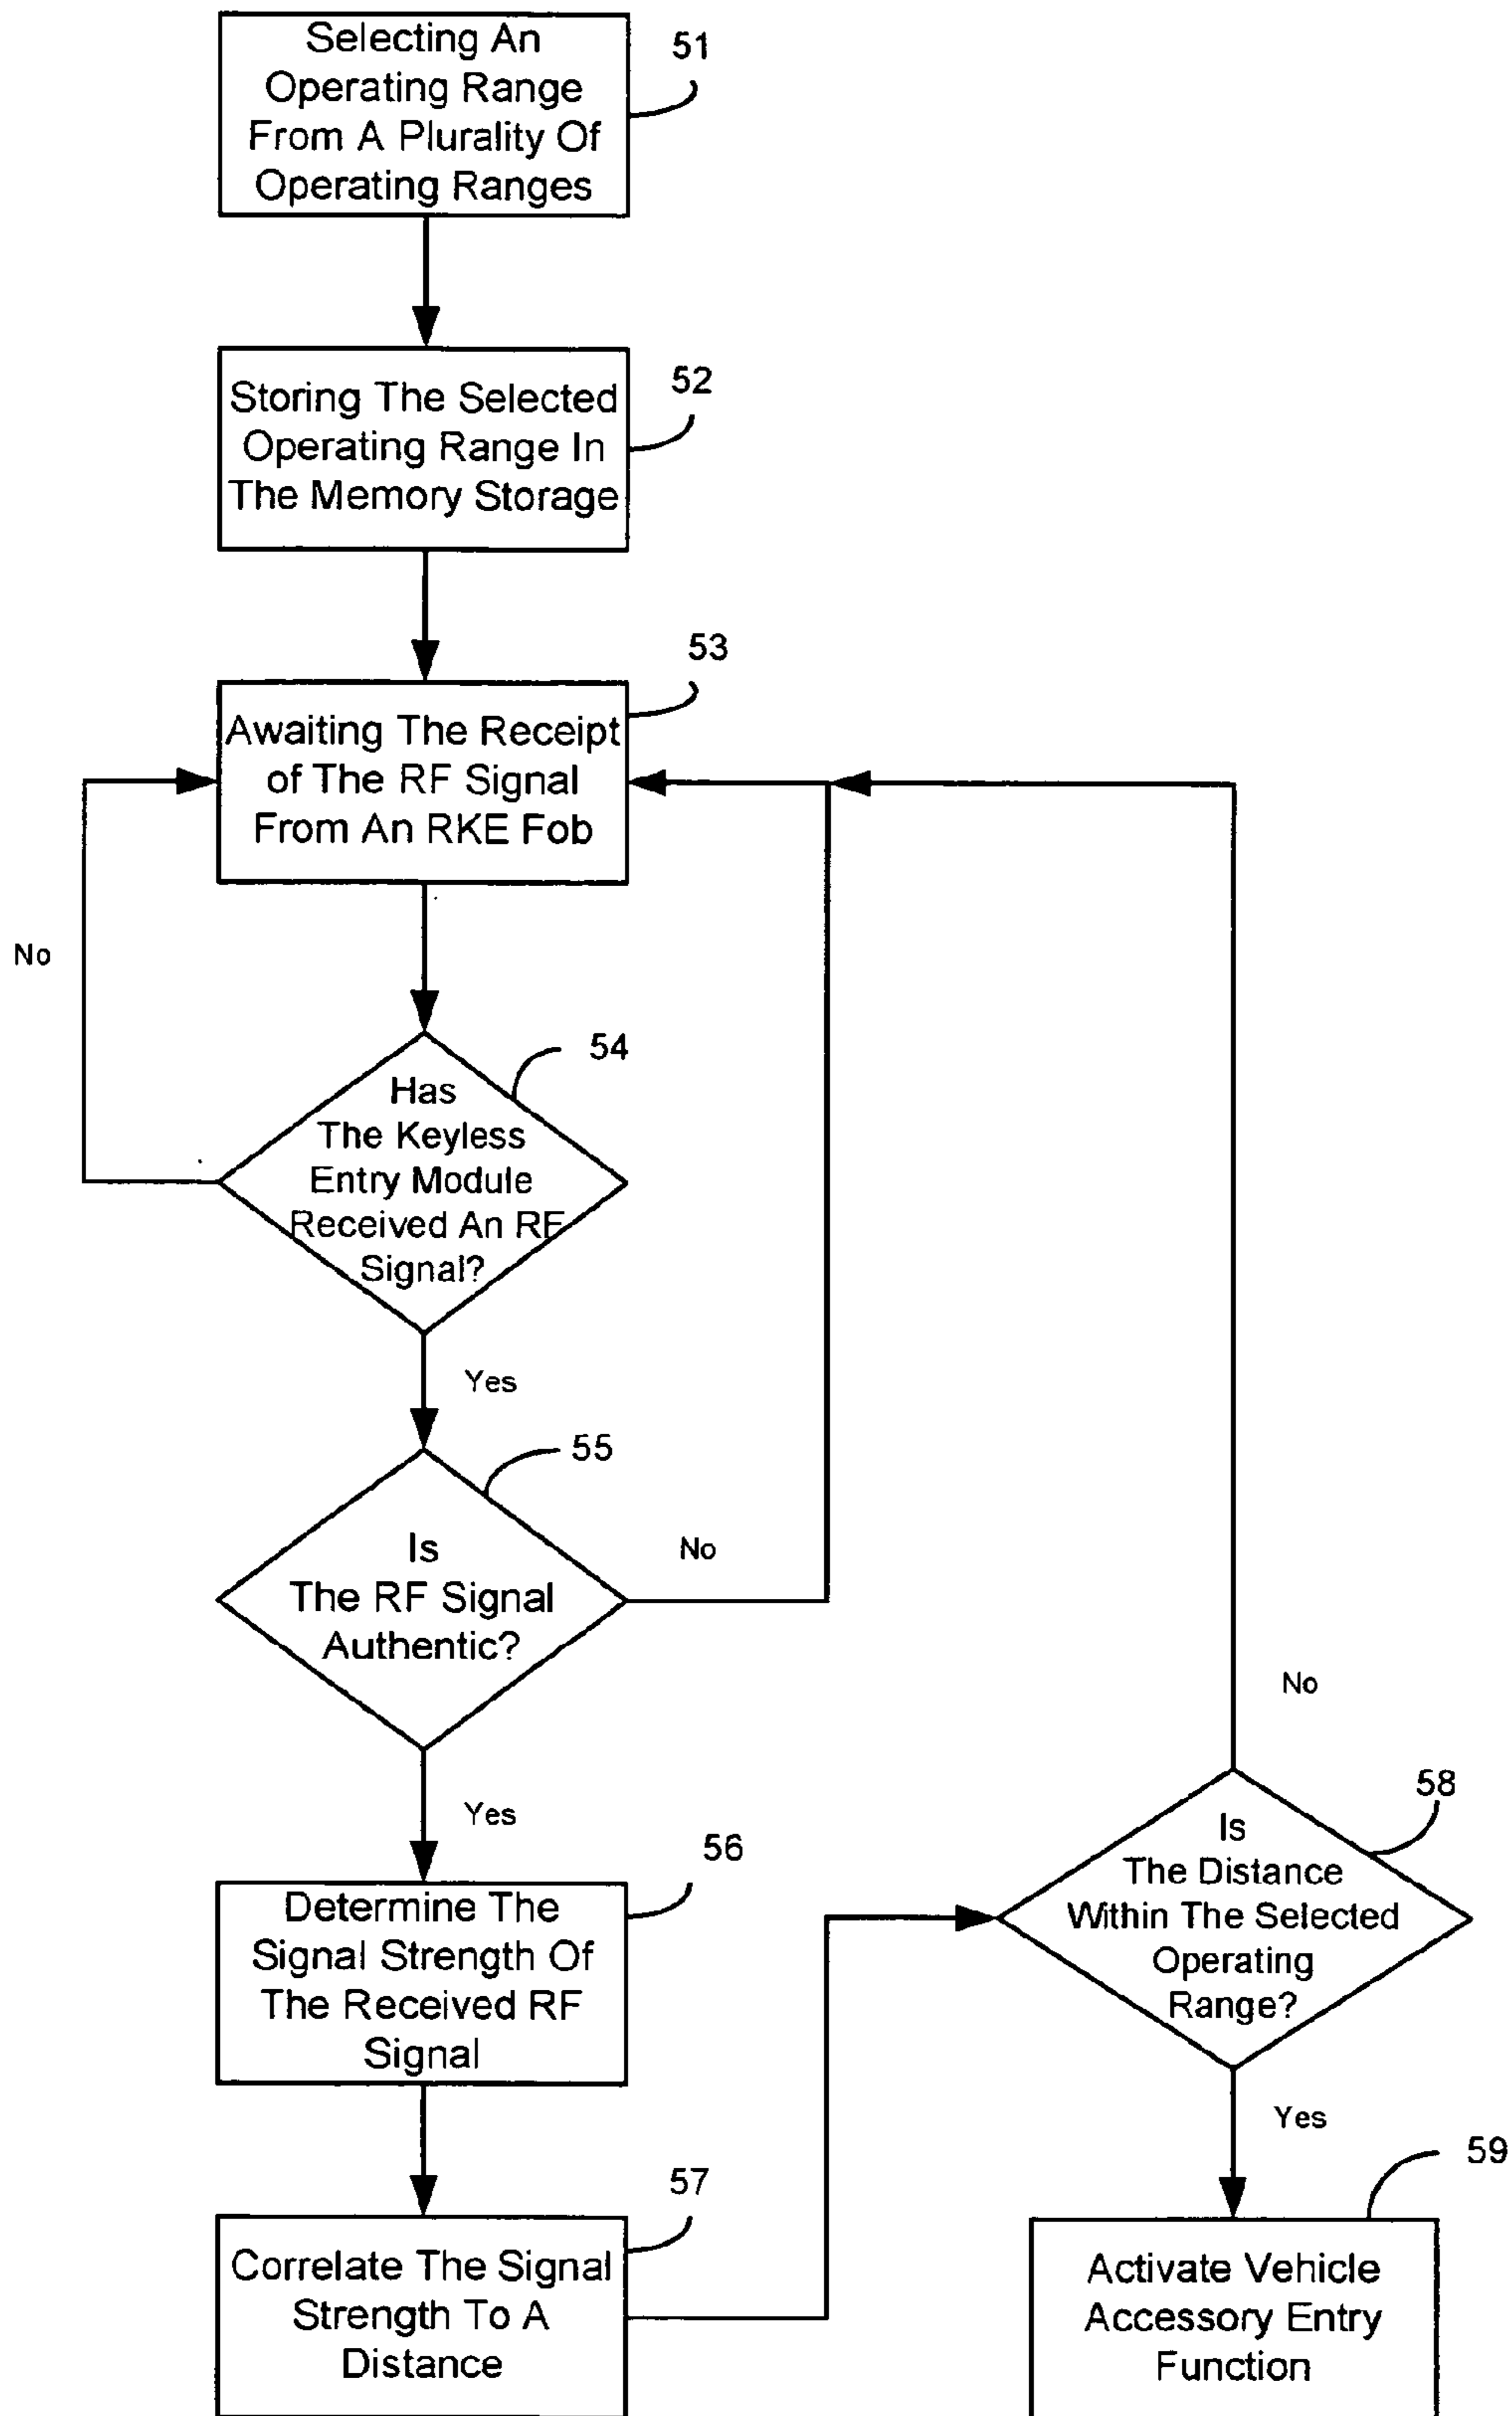 Selecting An
Operating Range
From A Plurality Of
Operating Ranges
51
Storing The Selected
Operating Range In
The Memory Storage
52
53
Awaiting The Receipt
of The RF Signal
From An RKE Fob
No
54
Has
The Keyless
Entry Module
Received An RF
Signal?
Yes
55
Is
The RF Signal
Authentic?
No
Yes
56
Determine The
Signal Strength Of
The Received RF
Signal
57
Correlate The Signal
Strength To A
Distance
No
58
Is
The Distance
Within The Selected
Operating
Range?
Yes
59
Activate Vehicle
Accessory Entry
Function